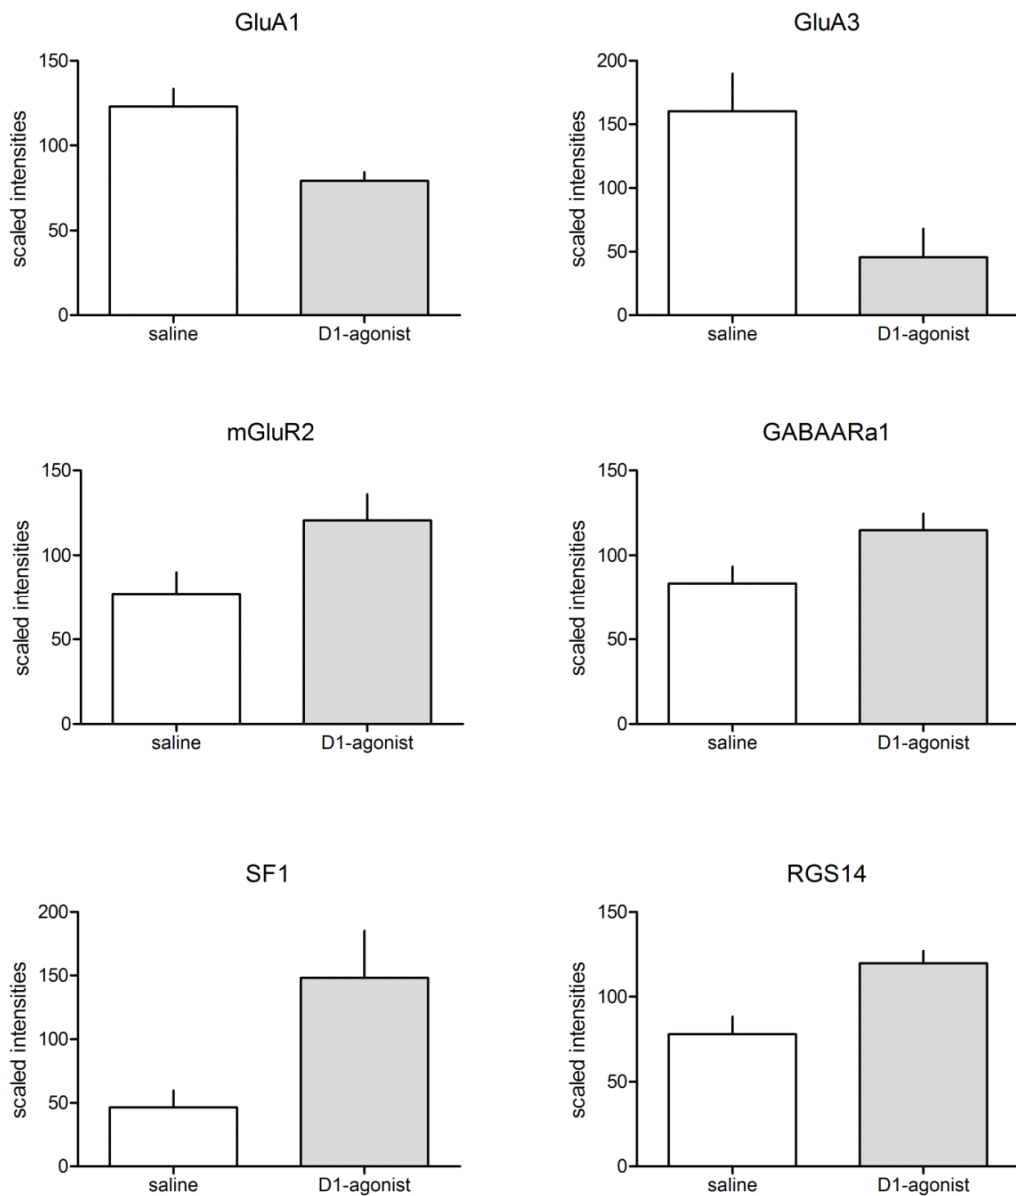 GluA1
150
100
50
0
scaled intensities
saline
D1-agonist
GluA3
200
150
100
50
0
scaled intensities
saline
D1-agonist
mGluR2
150
100
50
0
scaled intensities
saline
D1-agonist
GABAARa1
150
100
50
0
scaled intensities
saline
D1-agonist
SF1
200
150
100
50
0
scaled intensities
saline
D1-agonist
RGS14
150
100
50
0
scaled intensities
saline
D1-agonist